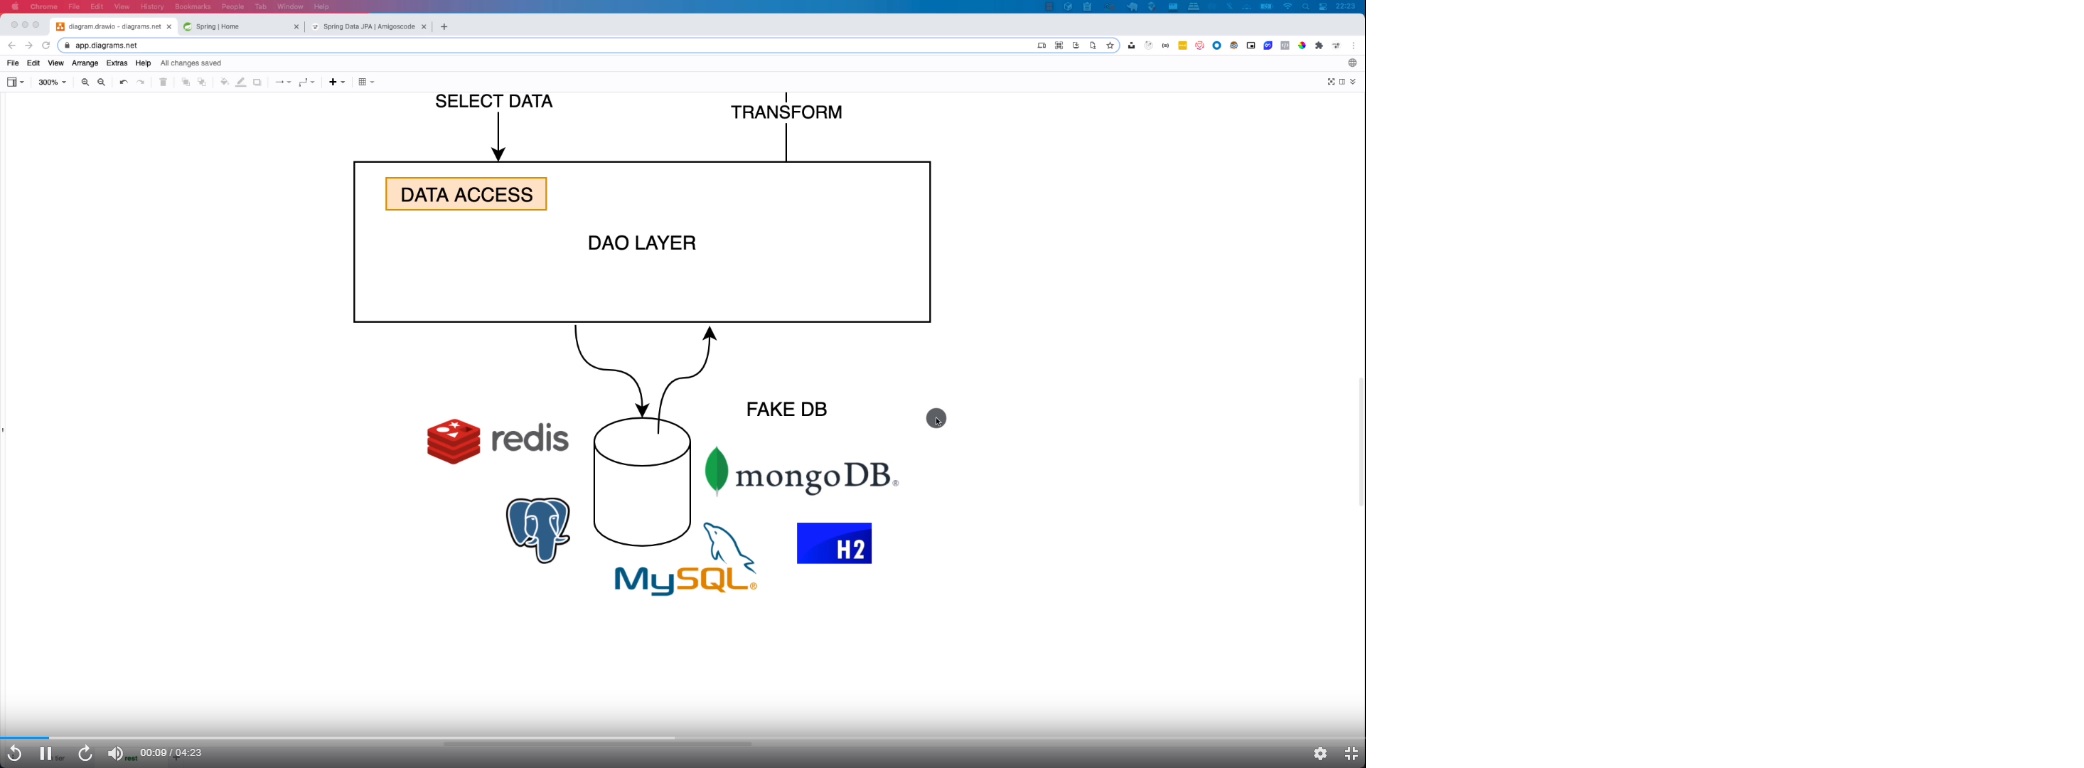 Chrome File Edit View History Bookmarks People Tab Window Help 22:23
diagram.drawio - diagrams.net Spring | Home Spring Data JPA | Amigoscode
app.diagrams.net
File Edit View Arrange Extras Help All changes saved
300%
SELECT DATA
TRANSFORM
DATA ACCESS
DAO LAYER
FAKE DB
redis
mongoDB®
H2
MySQL®
00:09 / 04:23